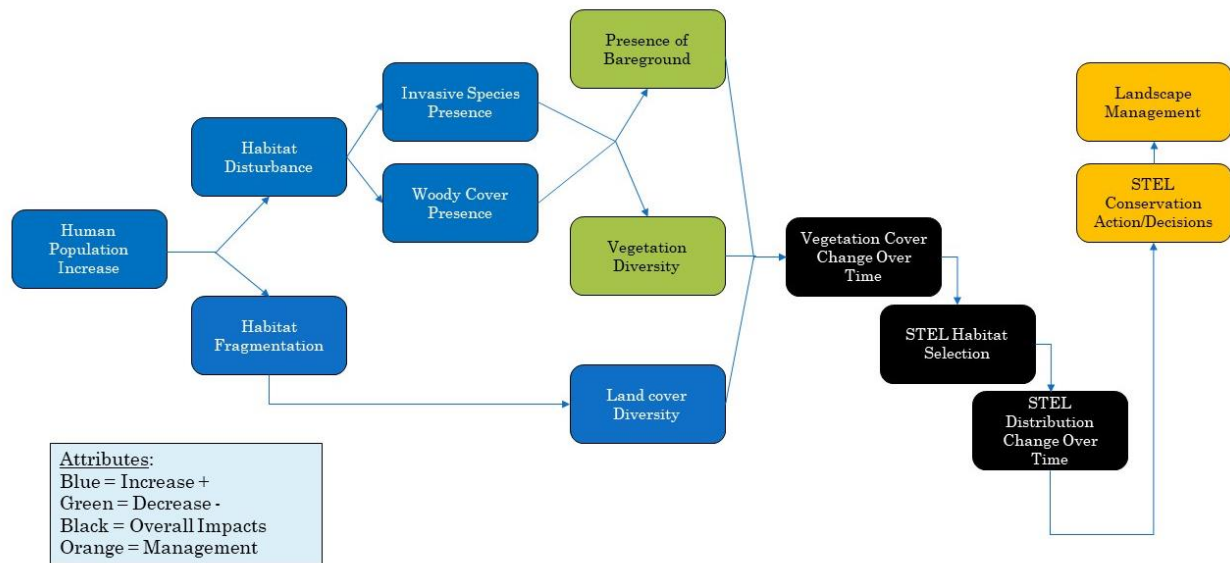 Presence of
Bareground
Invasive Species
Presence
Landscape
Management
Habitat
Disturbance
Woody Cover
Presence
STEL
Conservation
Action/Decisions
Human
Population
Increase
Vegetation
Diversity
Vegetation Cover
Change Over
Time
Habitat
Fragmentation
STEL Habitat
Selection
Land cover
Diversity
STEL
Distribution
Change Over
Time
Attributes:
Blue = Increase +
Green = Decrease -
Black = Overall Impacts
Orange = Management